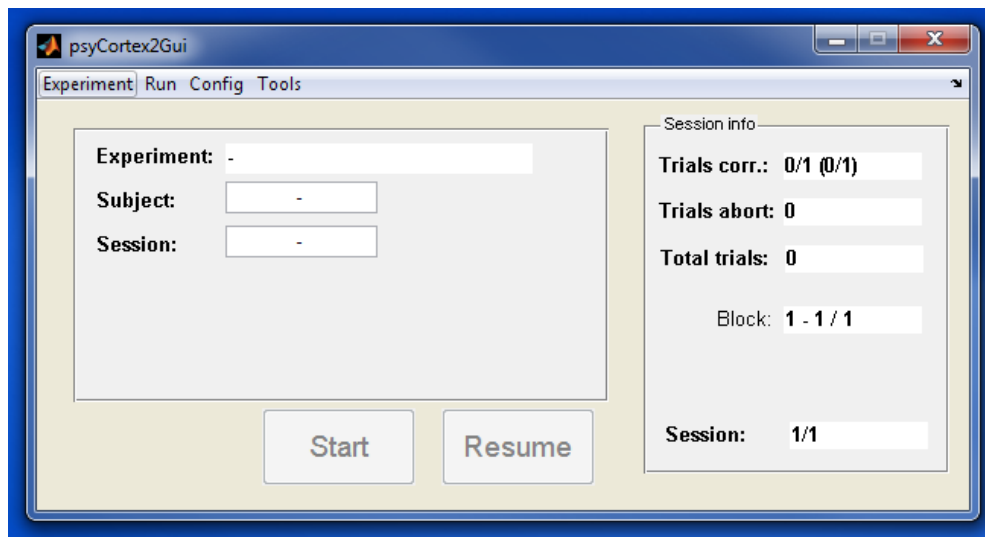 psyCortex2Gui
Experiment Run Config Tools
Experiment: -
Subject: -
Session: -
Start
Resume
Session info
Trials corr.: 0/1 (0/1)
Trials abort: 0
Total trials: 0
Block: 1 - 1 / 1
Session: 1/1